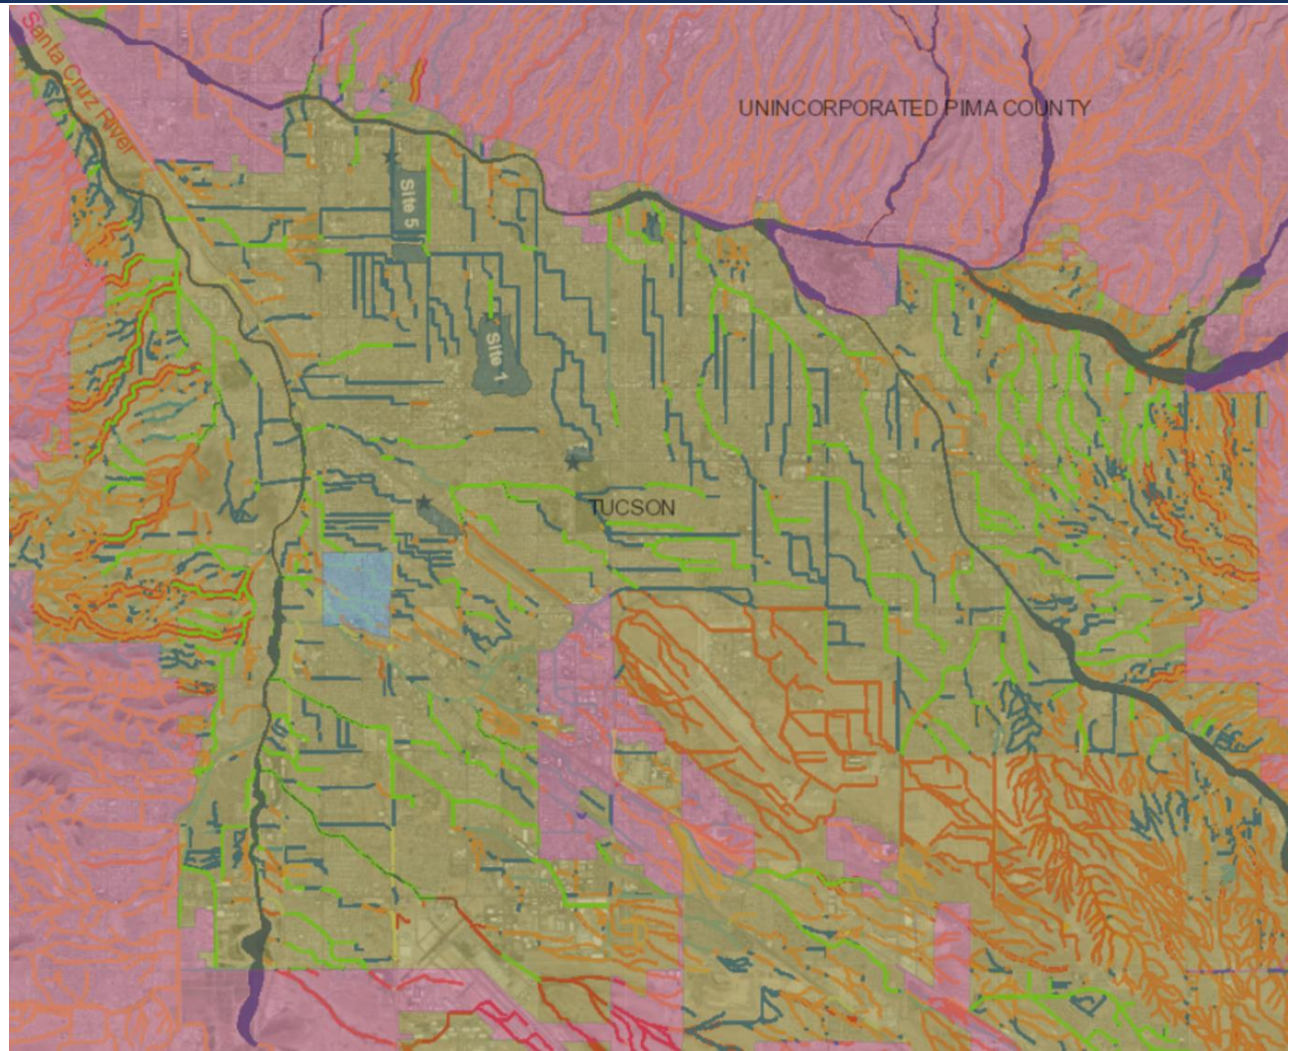 Santa Cruz River
UNINCORPORATED PIMA COUNTY
Site 5
Site 1
TUCSON